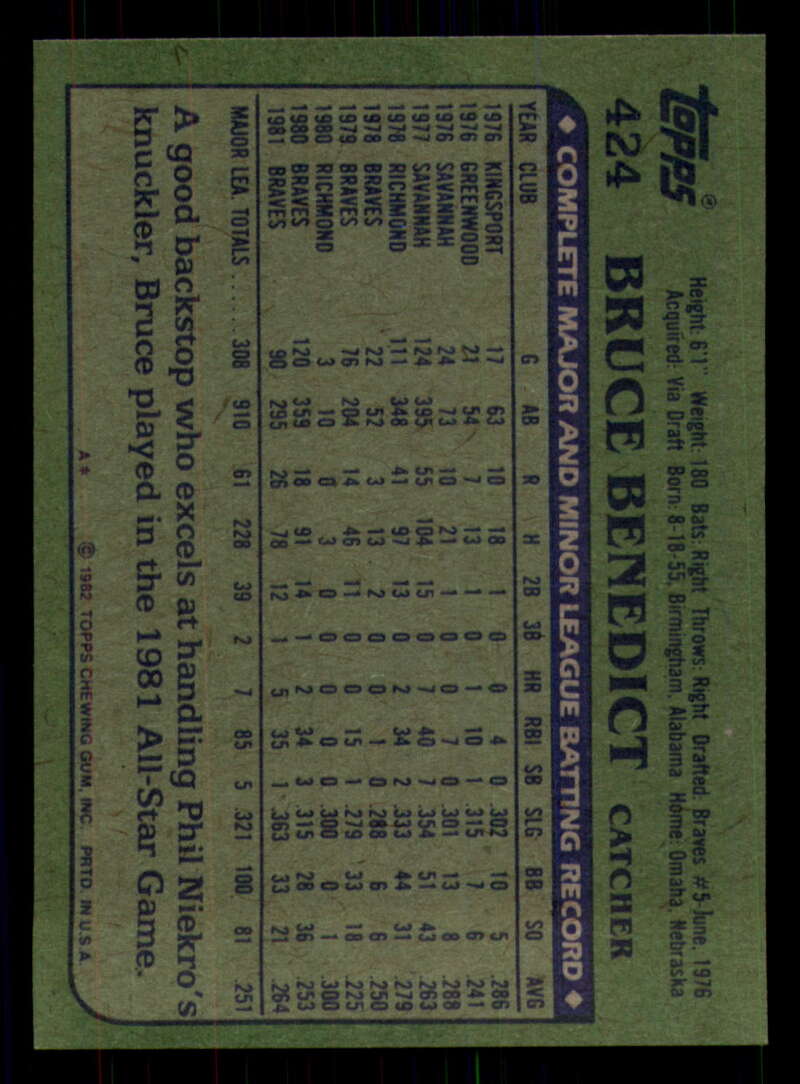 Topps®
Height: 6'1" Weight: 180 Bats: Right Throws: Right Drafted: Braves #5-June, 1976
Acquired: Via Draft Born: 8-18-55, Birmingham, Alabama Home: Omaha, Nebraska
424 BRUCE BENEDICT CATCHER
◆ COMPLETE MAJOR AND MINOR LEAGUE BATTING RECORD ◆
YEAR CLUB G AB R H 2B 3B HR RBI SB SLG BB SO AVG
1976 KINGSPORT 17 63 10 18 1 0 0 4 0 .302 10 5 .286
1976 GREENWOOD 21 54 7 13 1 0 1 10 1 .315 7 6 .241
1976 SAVANNAH 24 73 10 21 1 0 0 7 0 .301 13 8 .288
1977 SAVANNAH 124 395 55 104 15 0 7 40 7 .354 51 43 .263
1978 RICHMOND 111 348 41 97 13 0 2 34 2 .333 44 31 .279
1978 BRAVES 22 52 3 13 2 0 0 1 0 .288 6 6 .250
1979 BRAVES 76 204 14 46 11 0 0 15 1 .279 33 18 .225
1980 RICHMOND 3 10 0 3 0 0 0 0 0 .300 0 1 .300
1980 BRAVES 120 359 18 91 14 1 2 34 3 .315 28 36 .253
1981 BRAVES 90 295 26 78 12 1 5 35 1 .363 33 21 .264
MAJOR LEA. TOTALS ...... 308 910 61 228 39 2 7 85 5 .321 100 81 .251
A good backstop who excels at handling Phil Niekro's
knuckler, Bruce played in the 1981 All-Star Game.
A# © 1982 TOPPS CHEWING GUM, INC. PRTD. IN U.S.A.